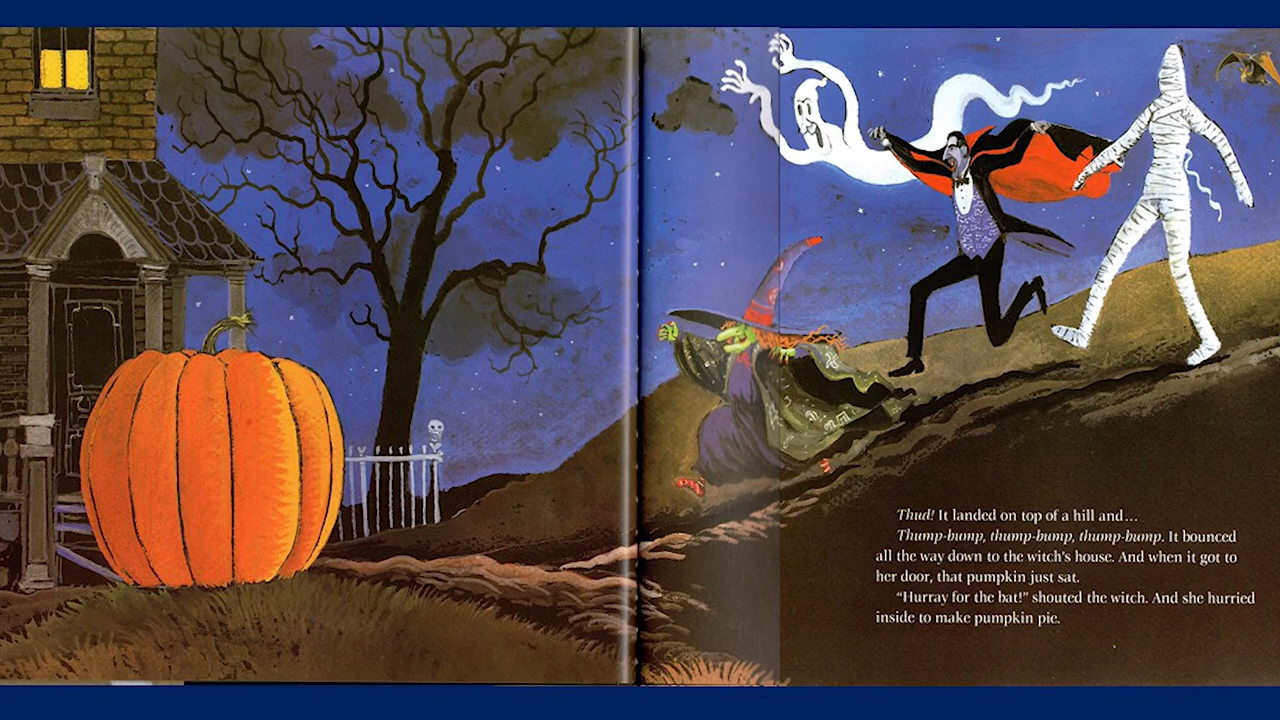 Thud! It landed on top of a hill and...
Thump-bump, thump-bump, thump-bump. It bounced
all the way down to the witch's house. And when it got to
her door, that pumpkin just sat.
"Hurray for the bat!" shouted the witch. And she hurried
inside to make pumpkin pie.